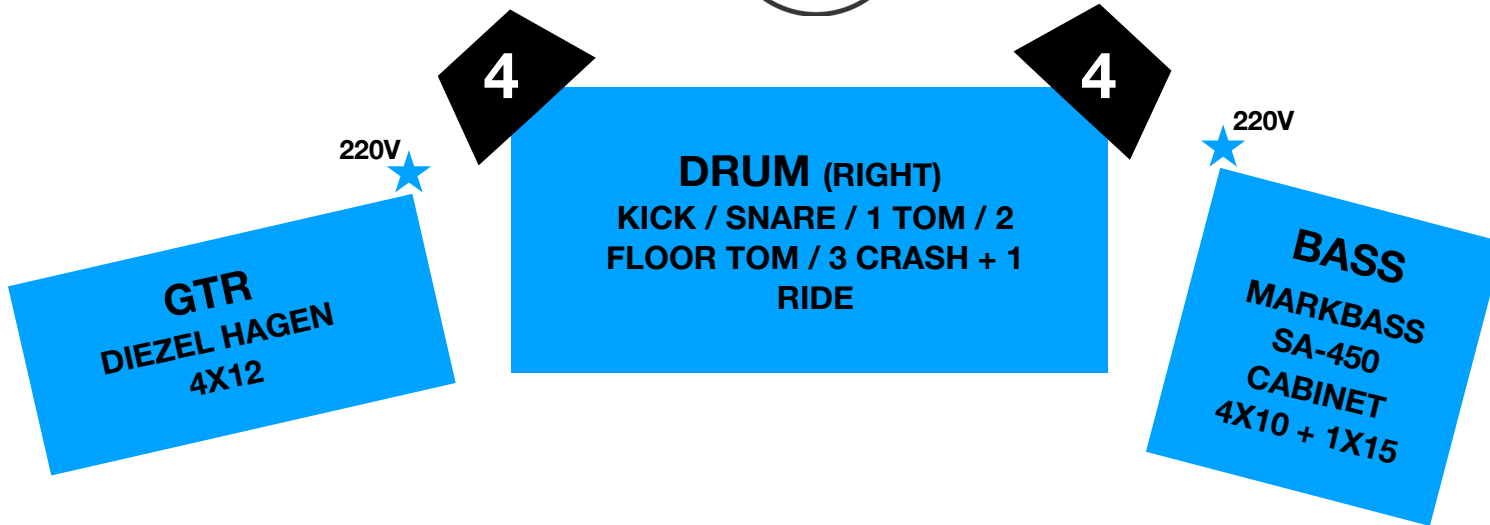 4
4
220V
220V
DRUM (RIGHT)
KICK / SNARE / 1 TOM / 2
FLOOR TOM / 3 CRASH + 1
RIDE
GTR
DIEZEL HAGEN
4X12
BASS
MARKBASS
SA-450
CABINET
4X10 + 1X15